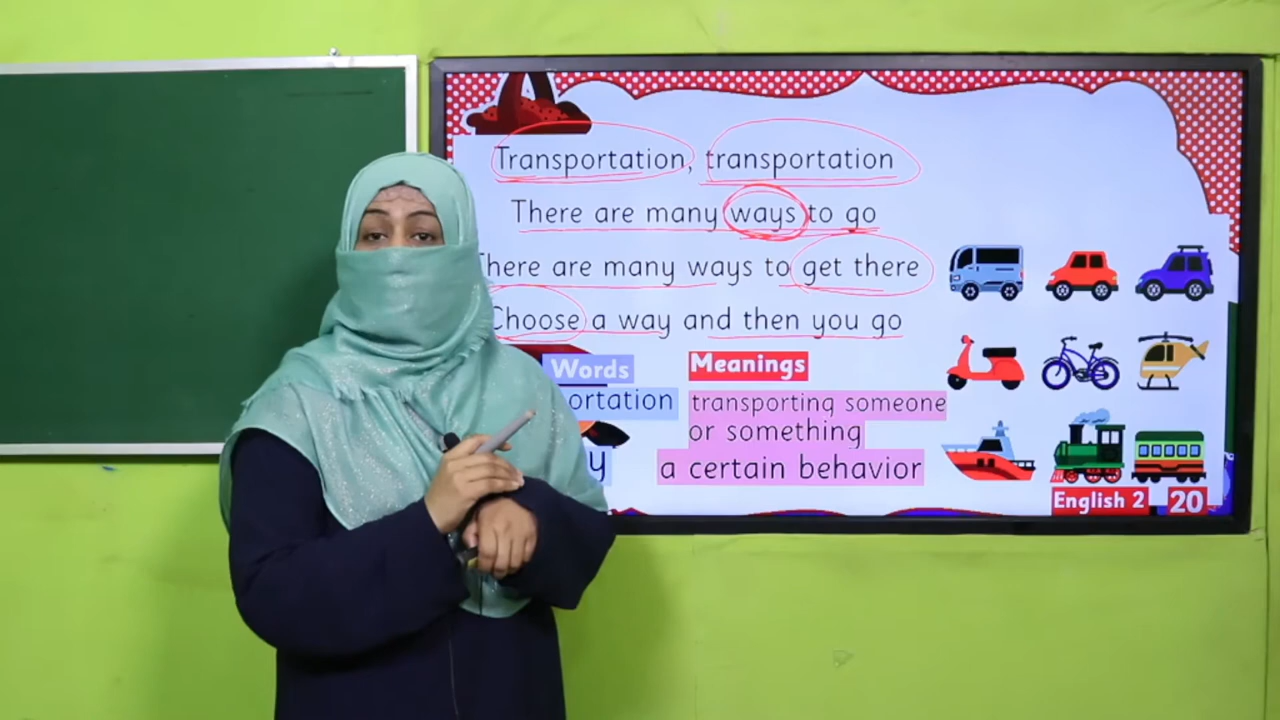 Transportation, transportation
There are many ways to go
There are many ways to get there
Choose a way and then you go
Words Meanings
ortation transporting someone
or something
y a certain behavior
English 2 20